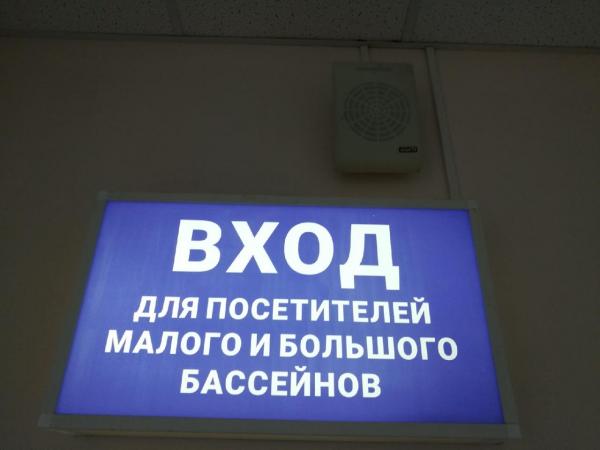 ВХОД
ДЛЯ ПОСЕТИТЕЛЕЙ
МАЛОГО И БОЛЬШОГО
БАССЕЙНОВ